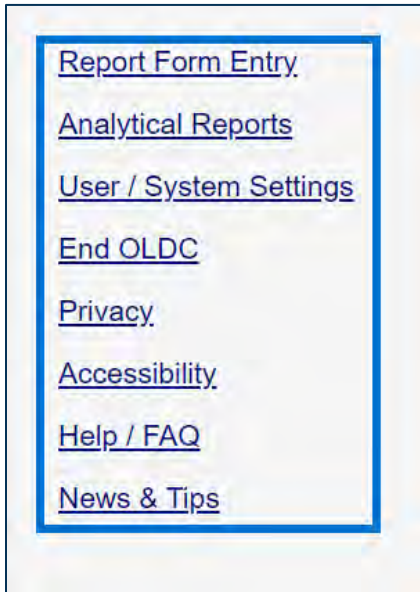 Report Form Entry
Analytical Reports
User / System Settings
End OLDC
Privacy
Accessibility
Help / FAQ
News & Tips